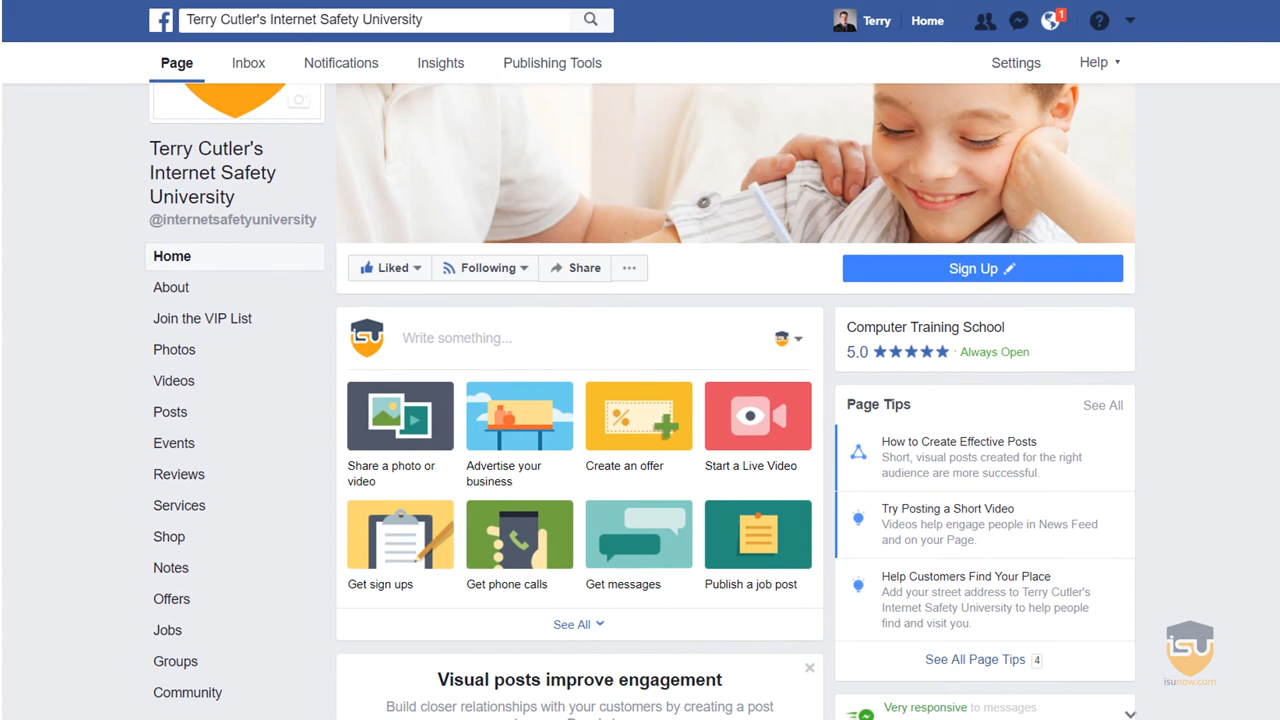 Terry Cutler's Internet Safety University
Terry
Home
1
Page
Inbox
Notifications
Insights
Publishing Tools
Settings
Help
Terry Cutler's
Internet Safety
University
@internetsafetyuniversity
Home
About
Join the VIP List
Photos
Videos
Posts
Events
Reviews
Services
Shop
Notes
Offers
Jobs
Groups
Community
Liked
Following
Share
Sign Up
isu
Write something...
Share a photo or
video
Advertise your
business
Create an offer
Start a Live Video
Get sign ups
Get phone calls
Get messages
Publish a job post
See All
Visual posts improve engagement
Build closer relationships with your customers by creating a post
Computer Training School
5.0 · Always Open
Page Tips
See All
How to Create Effective Posts
Short, visual posts created for the right
audience are more successful.
Try Posting a Short Video
Videos help engage people in News Feed
and on your Page.
Help Customers Find Your Place
Add your street address to Terry Cutler's
Internet Safety University to help people
find and visit you.
See All Page Tips 4
Very responsive to messages
isu
isunow.com